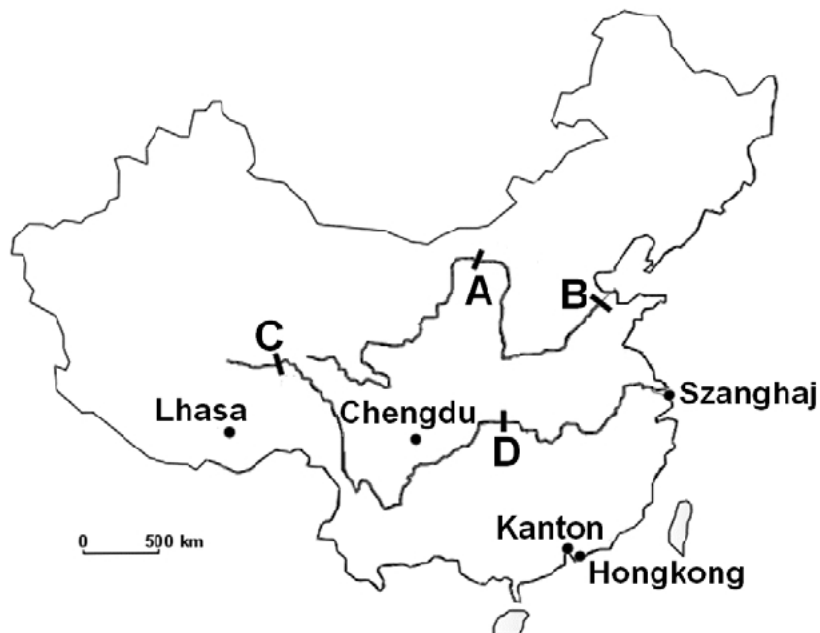 A
B
C
Szanghaj
Lhasa
Chengdu
D
Kanton
0 500 km
Hongkong